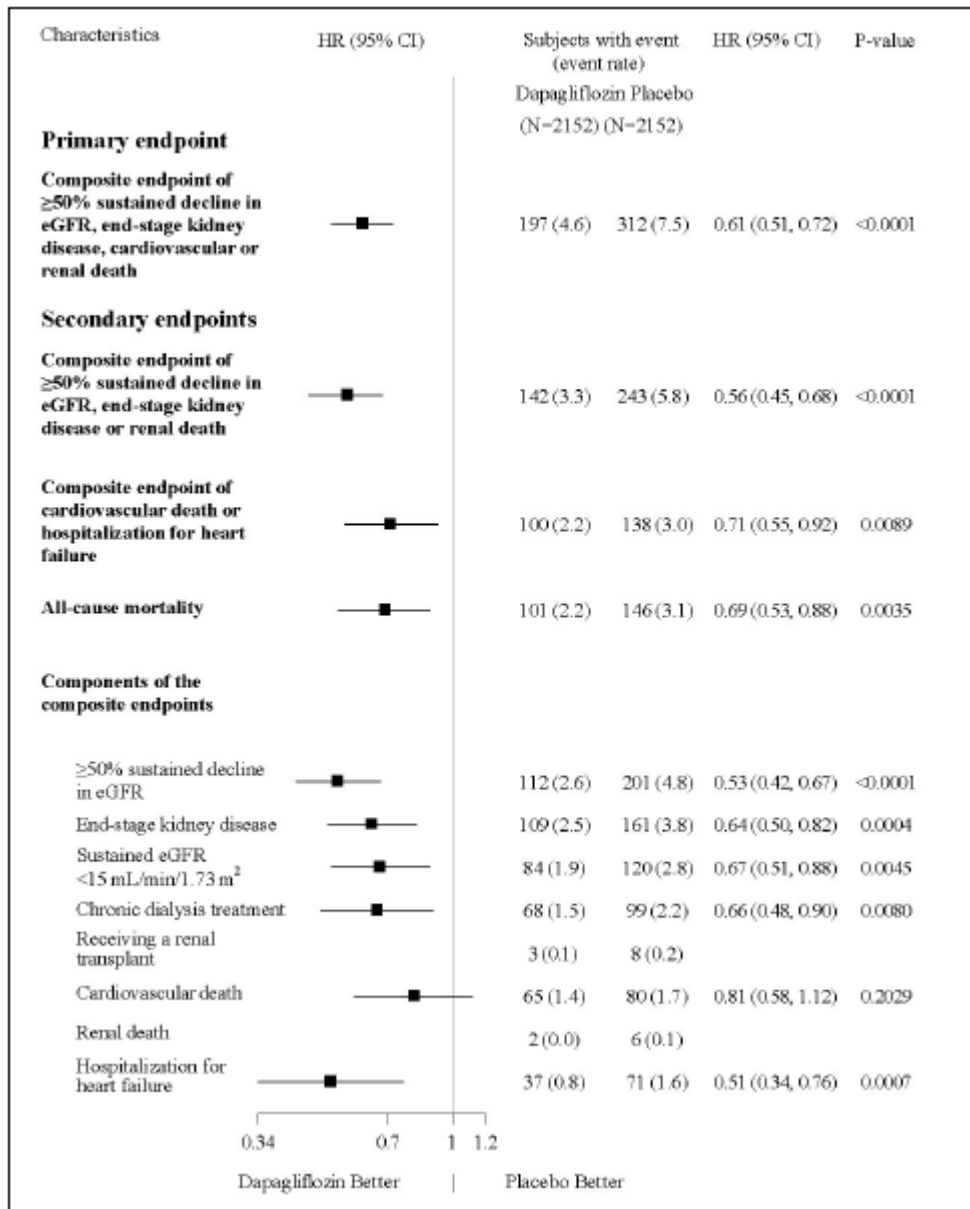 Characteristics HR (95% CI) Subjects with event HR (95% CI) P-value
(event rate)
Dapagliflozin Placebo
(N=2152) (N=2152)
Primary endpoint
Composite endpoint of
≥50% sustained decline in
eGFR, end-stage kidney 197 (4.6) 312 (7.5) 0.61 (0.51, 0.72) <0.0001
disease, cardiovascular or
renal death
Secondary endpoints
Composite endpoint of
≥50% sustained decline in
eGFR, end-stage kidney 142 (3.3) 243 (5.8) 0.56 (0.45, 0.68) <0.0001
disease or renal death
Composite endpoint of
cardiovascular death or
hospitalization for heart 100 (2.2) 138 (3.0) 0.71 (0.55, 0.92) 0.0089
failure
All-cause mortality 101 (2.2) 146 (3.1) 0.69 (0.53, 0.88) 0.0035
Components of the
composite endpoints
≥50% sustained decline
in eGFR 112 (2.6) 201 (4.8) 0.53 (0.42, 0.67) <0.0001
End-stage kidney disease 109 (2.5) 161 (3.8) 0.64 (0.50, 0.82) 0.0004
Sustained eGFR
<15 mL/min/1.73 m² 84 (1.9) 120 (2.8) 0.67 (0.51, 0.88) 0.0045
Chronic dialysis treatment 68 (1.5) 99 (2.2) 0.66 (0.48, 0.90) 0.0080
Receiving a renal
transplant 3 (0.1) 8 (0.2)
Cardiovascular death 65 (1.4) 80 (1.7) 0.81 (0.58, 1.12) 0.2029
Renal death 2 (0.0) 6 (0.1)
Hospitalization for
heart failure 37 (0.8) 71 (1.6) 0.51 (0.34, 0.76) 0.0007
0.34 0.7 1 1.2
Dapagliflozin Better | Placebo Better